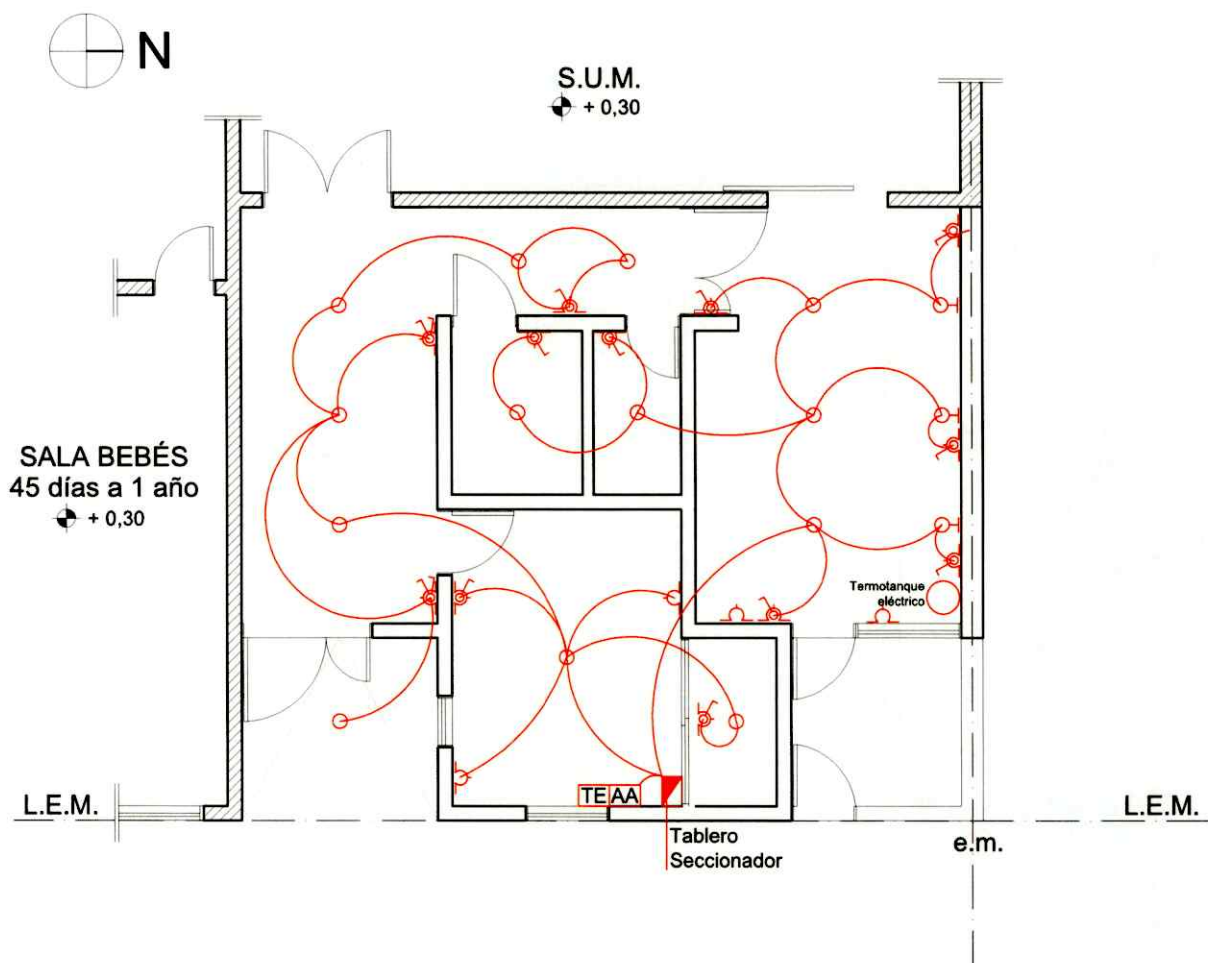 N
S.U.M.
+ 0,30
SALA BEBÉS
45 días a 1 año
+ 0,30
Termotanque
eléctrico
TE AA
L.E.M.
L.E.M.
Tablero
Seccionador
e.m.